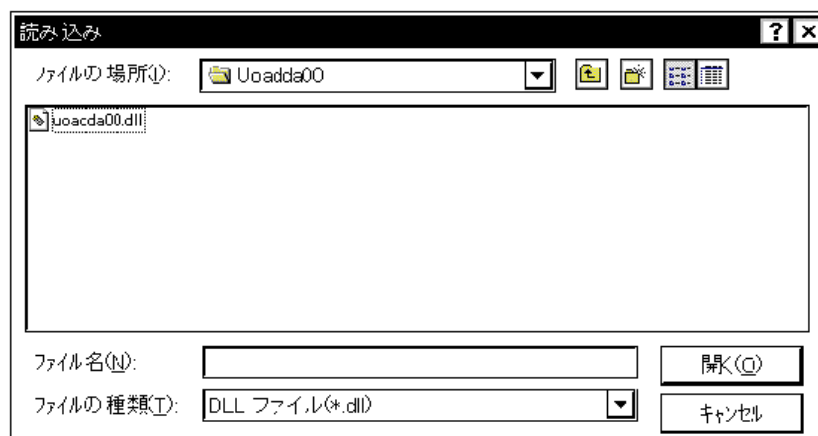 読み込み
ファイルの場所(I):
Uoadda00
uoacda00.dll
ファイル名(N):
開く(O)
ファイルの種類(T):
DLL ファイル(*.dll)
キャンセル